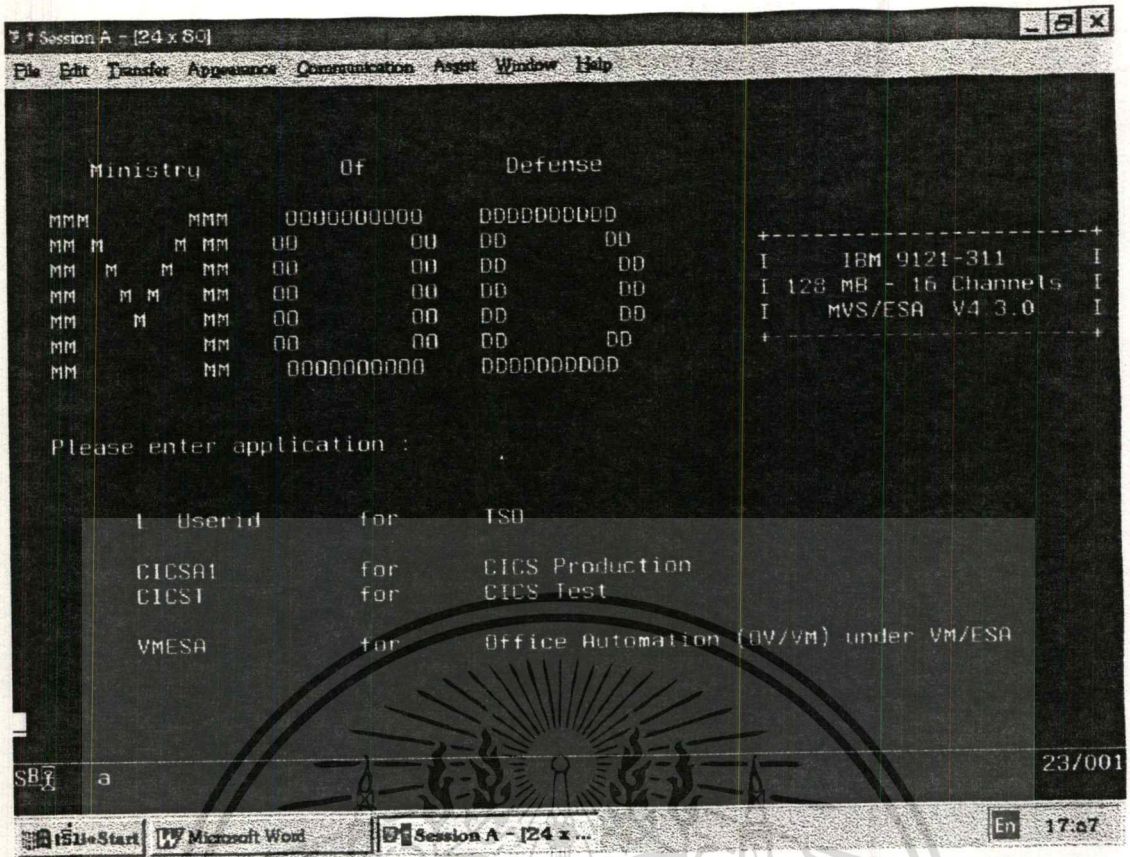 Session A - [24 x 80]
File Edit Transfer Appearance Communication Assist Window Help
Ministry Of Defense
MMM MMM OOOOOOOOOO DDDDDDDDDD
MM M M MM OO OO DD DD
MM M M MM OO OO DD DD
MM M M MM OO OO DD DD
MM M MM OO OO DD DD
MM MM OO OO DD DD
MM MM OOOOOOOOOO DDDDDDDDDD
+------------------------------+
I IBM 9121-311 I
I 128 MB - 16 Channels I
I MVS/ESA V4.3.0 I
+------------------------------+
Please enter application :
L Userid for TSO
CICSA1 for CICS Production
CICST for CICS Test
VMESA for Office Automation (OV/VM) under VM/ESA
a 23/001
Start Microsoft Word Session A - [24 x ... En